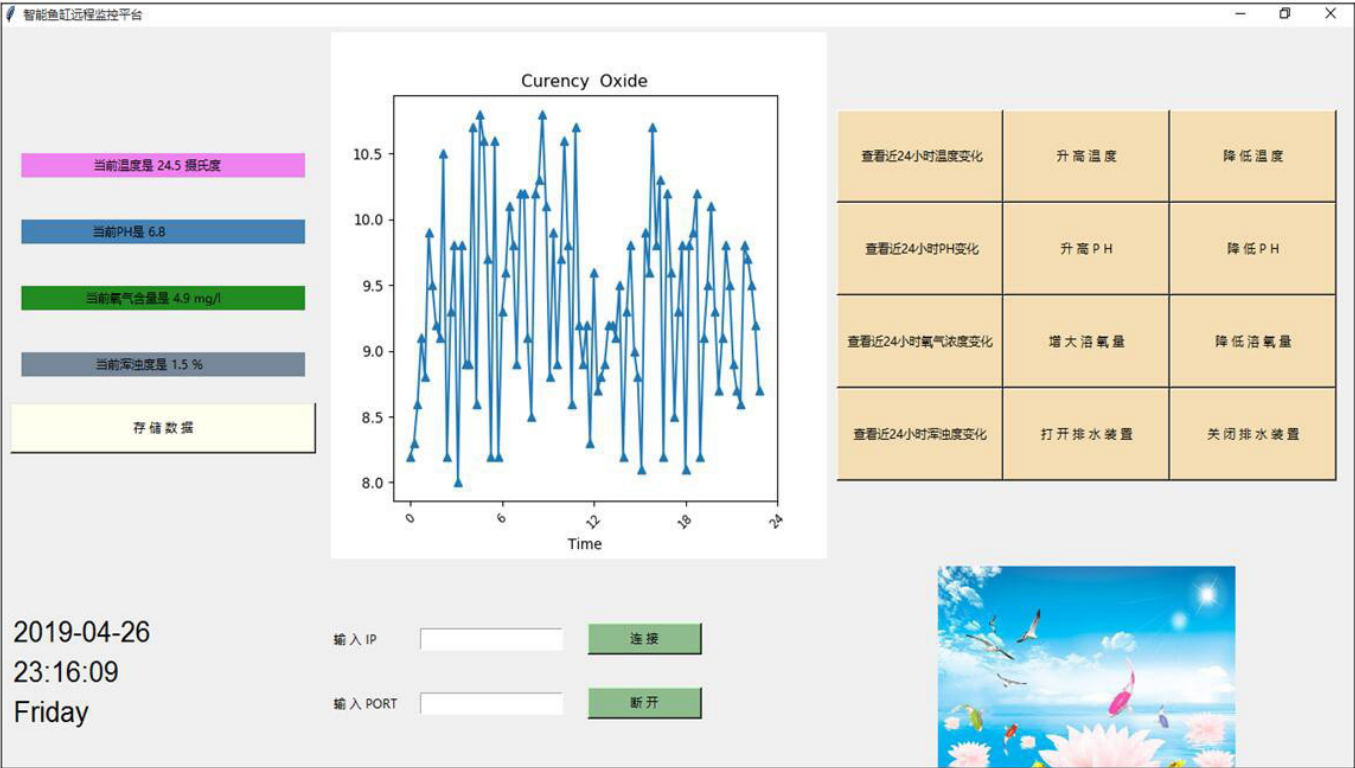 智能鱼缸远程监控平台
当前温度是 24.5 摄氏度
当前PH是 6.8
当前氧气含量是 4.9 mg/l
当前浑浊度是 1.5 %
存 储 数 据
Curency Oxide
10.5
10.0
9.5
9.0
8.5
8.0
0 6 12 18 24
Time
查看近24小时温度变化 升 高 温 度 降 低 温 度
查看近24小时PH变化 升 高 P H 降 低 P H
查看近24小时氧气浓度变化 增 大 溶 氧 量 降 低 溶 氧 量
查看近24小时浑浊度变化 打 开 排 水 装 置 关 闭 排 水 装 置
2019-04-26
23:16:09
Friday
输 入 IP 连 接
输 入 PORT 断 开